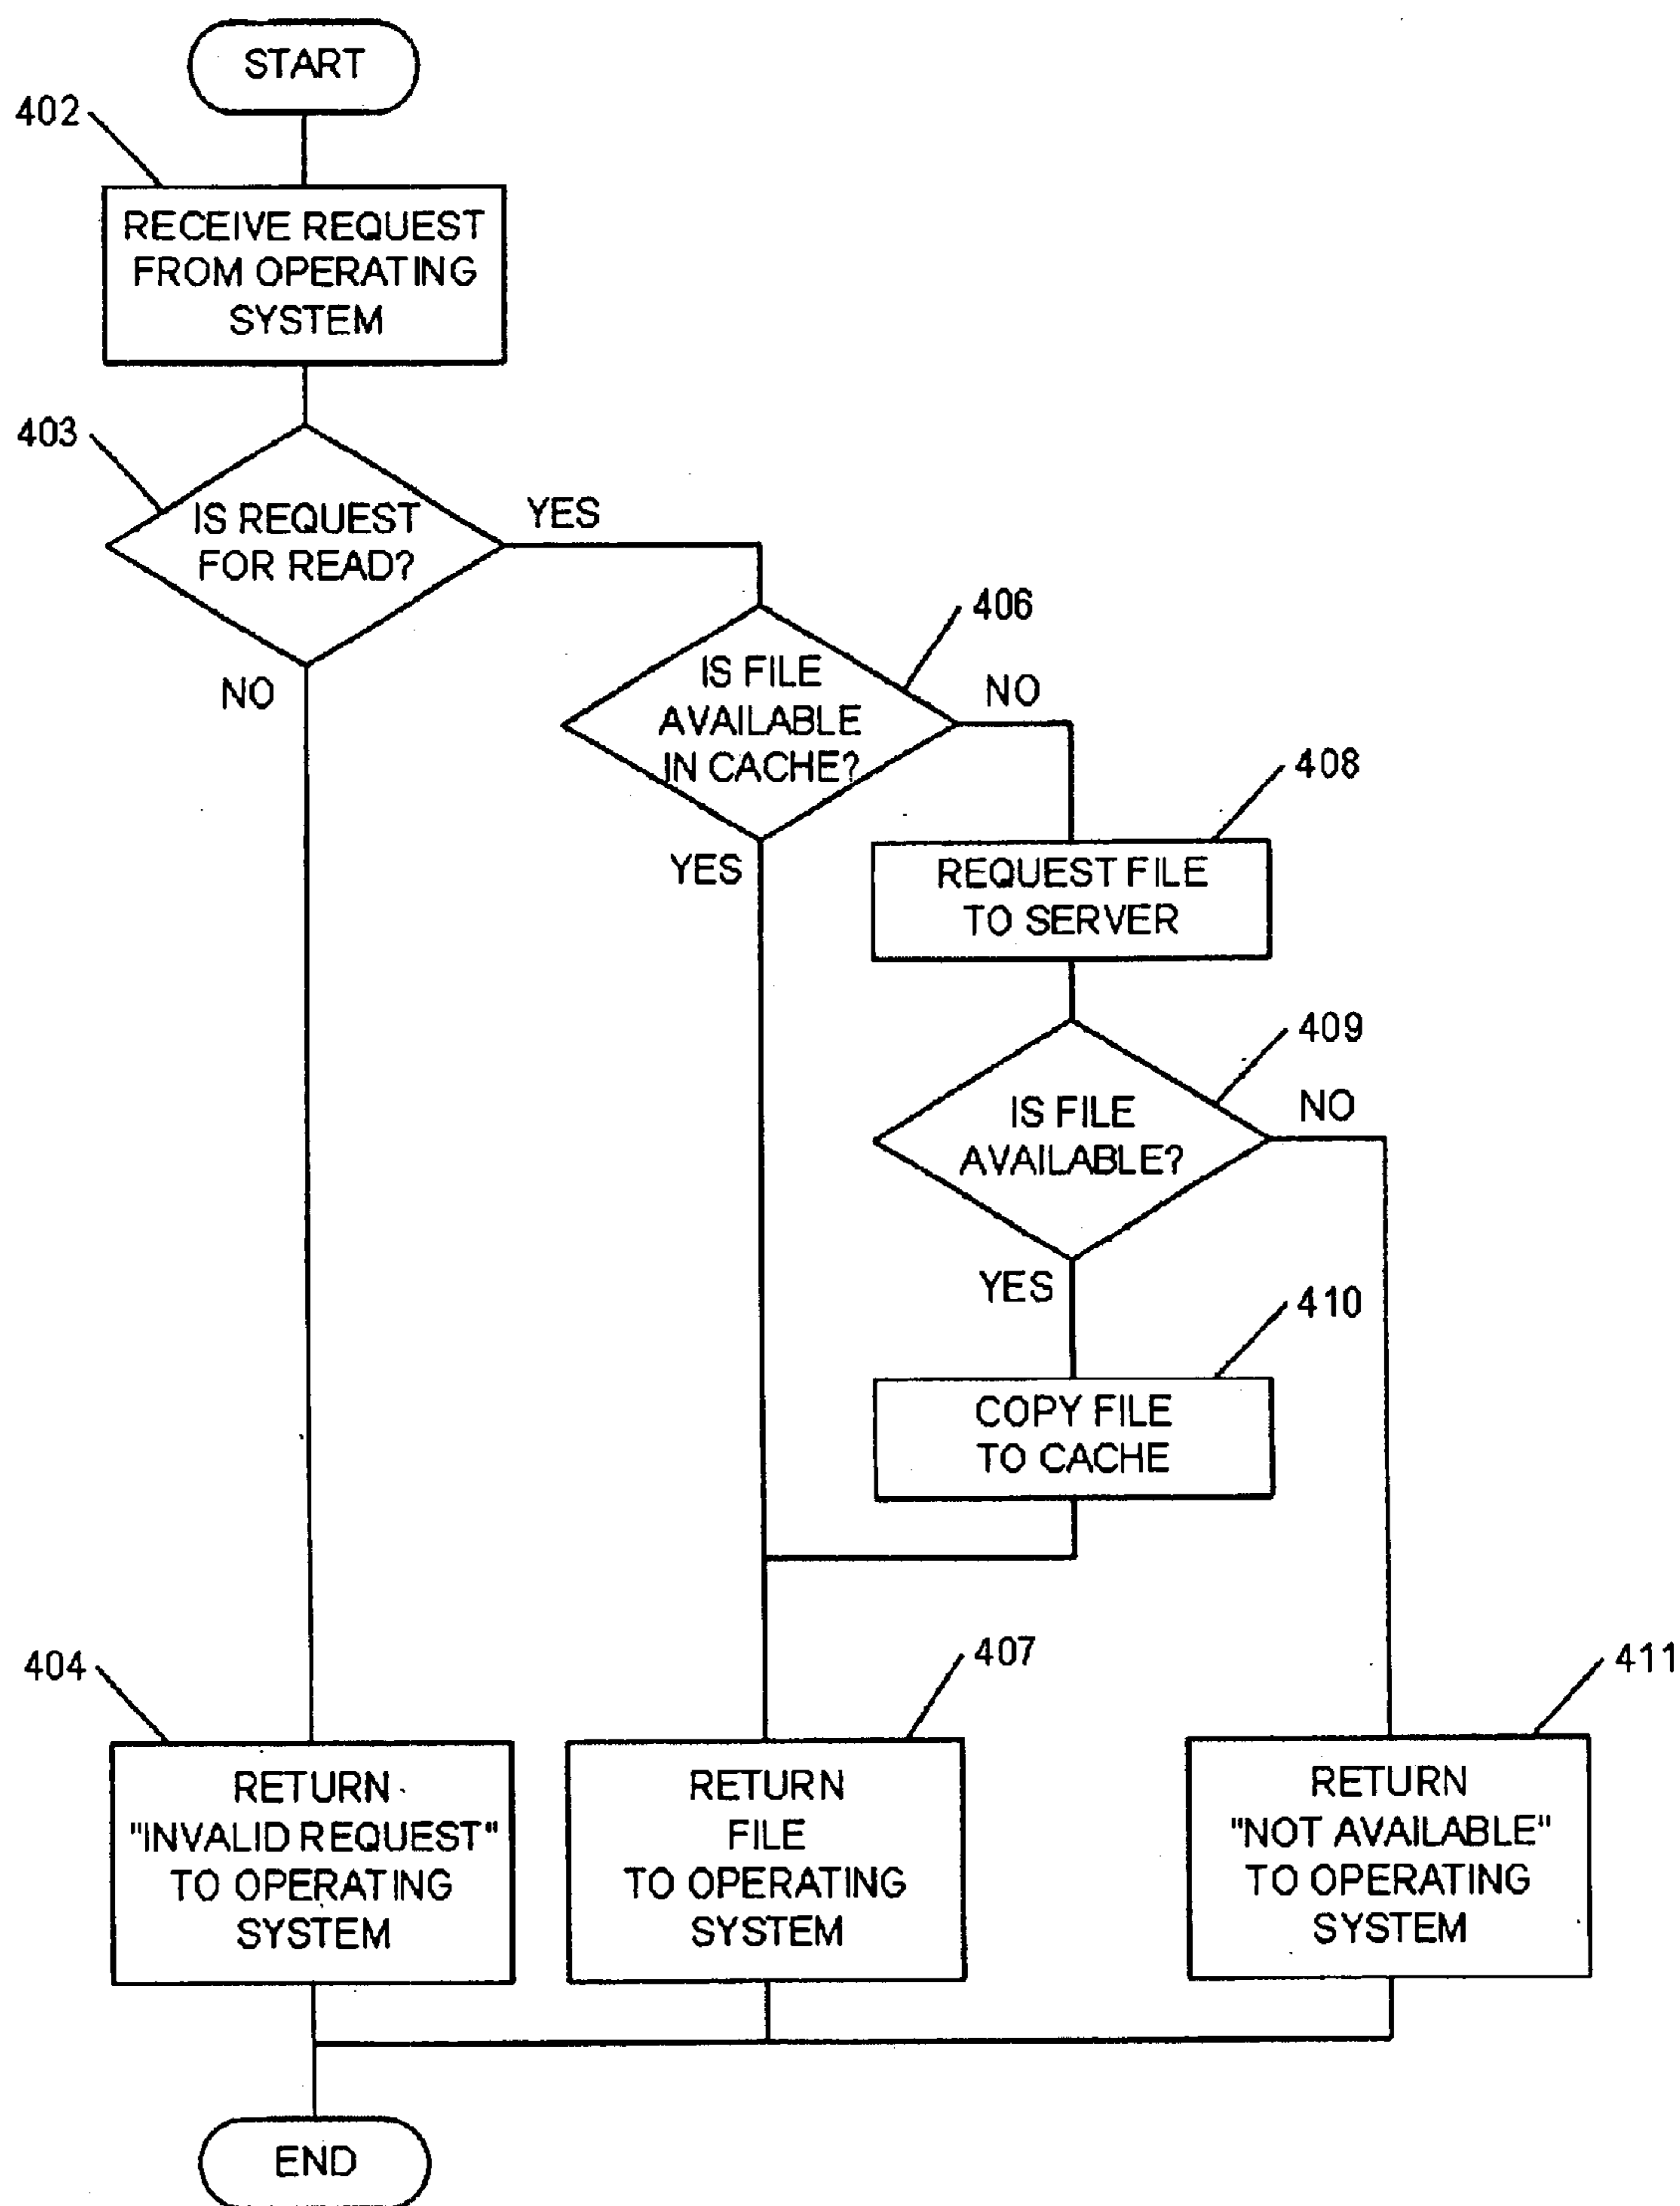 START
402
RECEIVE REQUEST
FROM OPERATING
SYSTEM
403
IS REQUEST
FOR READ?
YES
NO
406
IS FILE
AVAILABLE
IN CACHE?
NO
YES
408
REQUEST FILE
TO SERVER
409
IS FILE
AVAILABLE?
NO
YES
410
COPY FILE
TO CACHE
404
RETURN
"INVALID REQUEST"
TO OPERATING
SYSTEM
407
RETURN
FILE
TO OPERATING
SYSTEM
411
RETURN
"NOT AVAILABLE"
TO OPERATING
SYSTEM
END